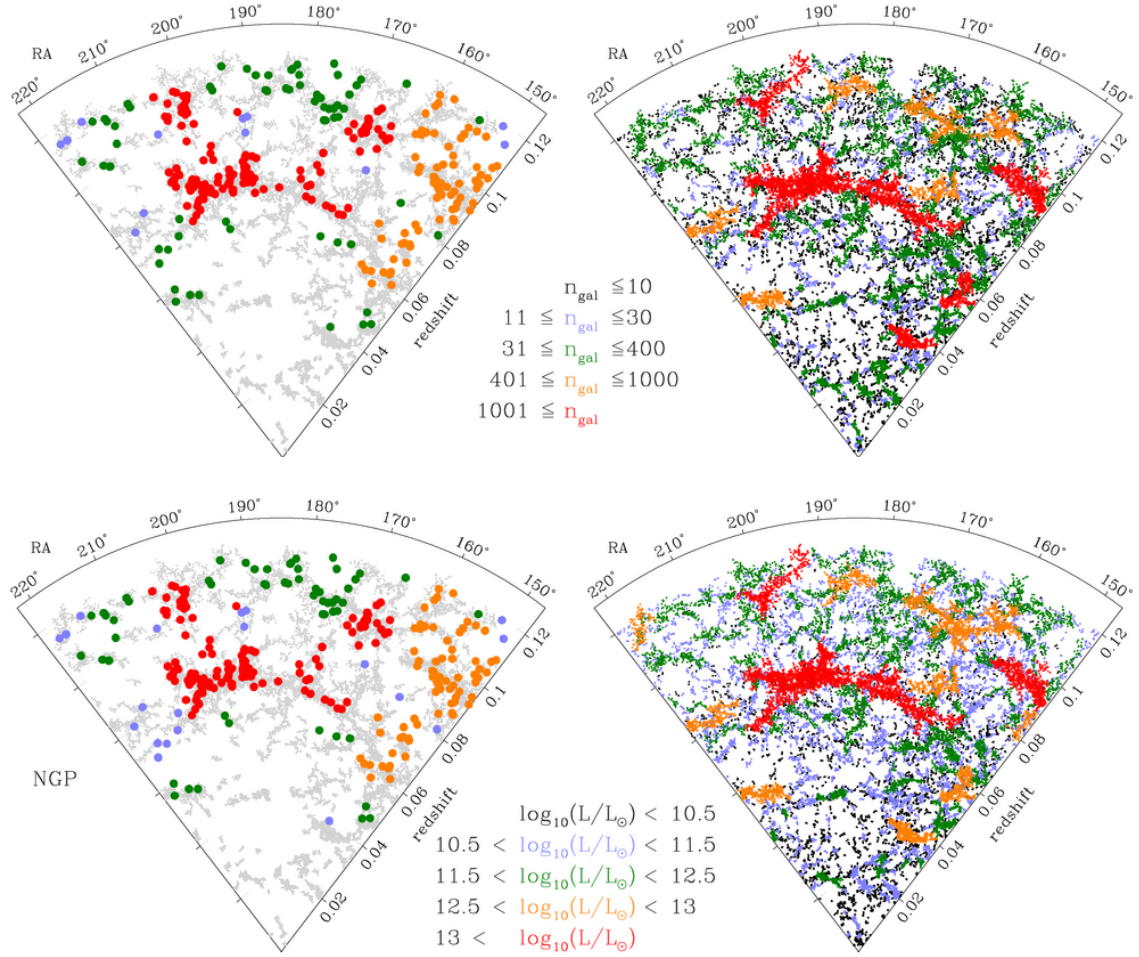 RA 220° 210° 200° 190° 180° 170° 160° 150°
0.12
0.1
0.08
0.06
0.04
0.02
redshift
RA 220° 210° 200° 190° 180° 170° 160° 150°
0.12
0.1
0.08
0.06
0.04
0.02
redshift
n_gal ≦10
11 ≦ n_gal ≦30
31 ≦ n_gal ≦400
401 ≦ n_gal ≦1000
1001 ≦ n_gal
RA 220° 210° 200° 190° 180° 170° 160° 150°
0.12
0.1
0.08
0.06
0.04
0.02
redshift
NGP
RA 220° 210° 200° 190° 180° 170° 160° 150°
0.12
0.1
0.08
0.06
0.04
0.02
redshift
log₁₀(L/L☉) < 10.5
10.5 < log₁₀(L/L☉) < 11.5
11.5 < log₁₀(L/L☉) < 12.5
12.5 < log₁₀(L/L☉) < 13
13 < log₁₀(L/L☉)